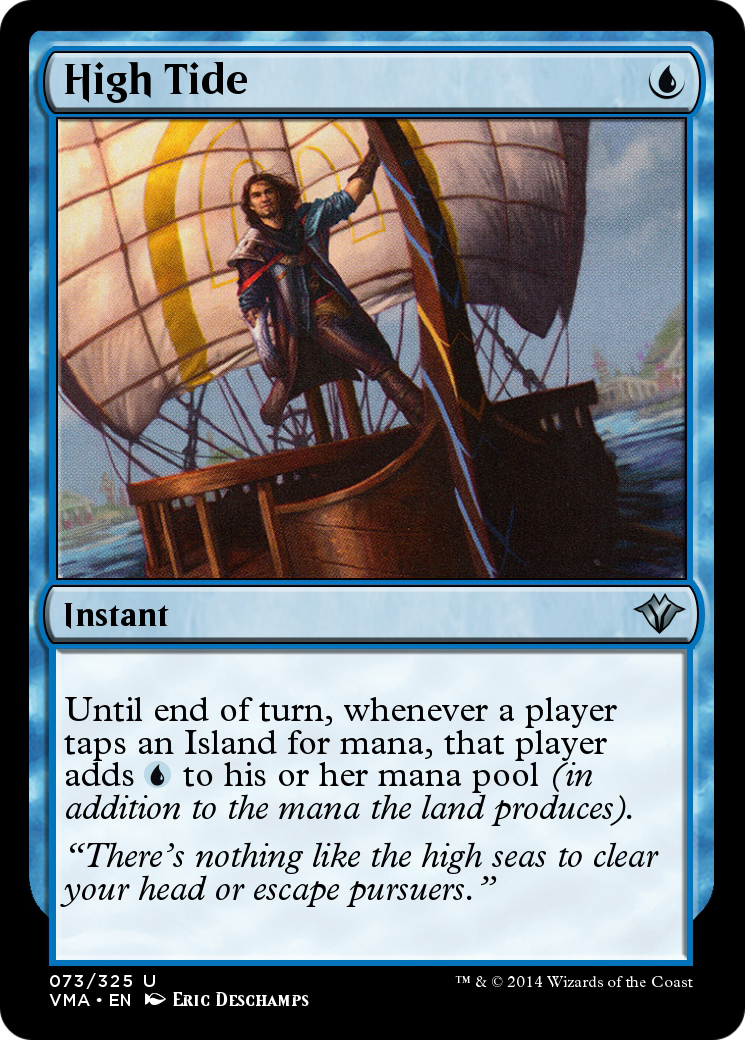 High Tide
Instant
Until end of turn, whenever a player
taps an Island for mana, that player
adds to his or her mana pool (in
addition to the mana the land produces).
“There’s nothing like the high seas to clear
your head or escape pursuers.”
073/325 U
VMA • EN Eric Deschamps
™ & © 2014 Wizards of the Coast